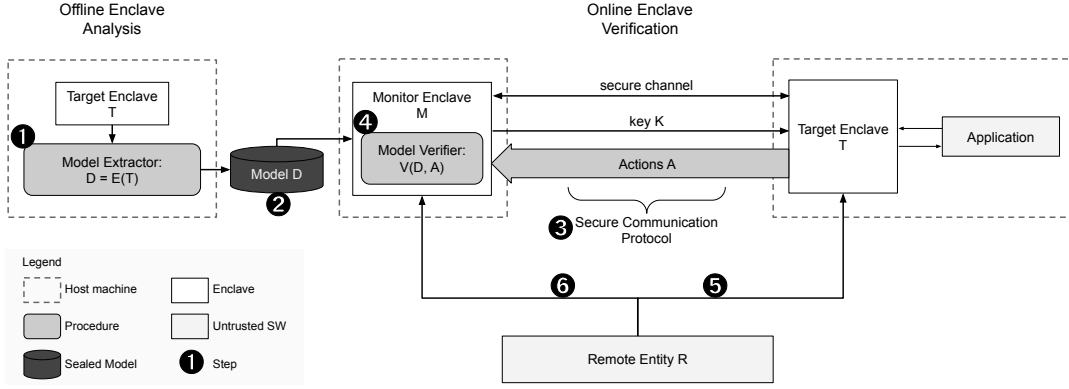 Offline Enclave
Analysis
Online Enclave
Verification
Target Enclave
T
1
Model Extractor:
D = E(T)
Model D
2
Monitor Enclave
M
4
Model Verifier:
V(D, A)
secure channel
key K
Actions A
3 Secure Communication
Protocol
Target Enclave
T
Application
6
5
Remote Entity R
Legend
Host machine
Enclave
Procedure
Untrusted SW
Sealed Model
1 Step